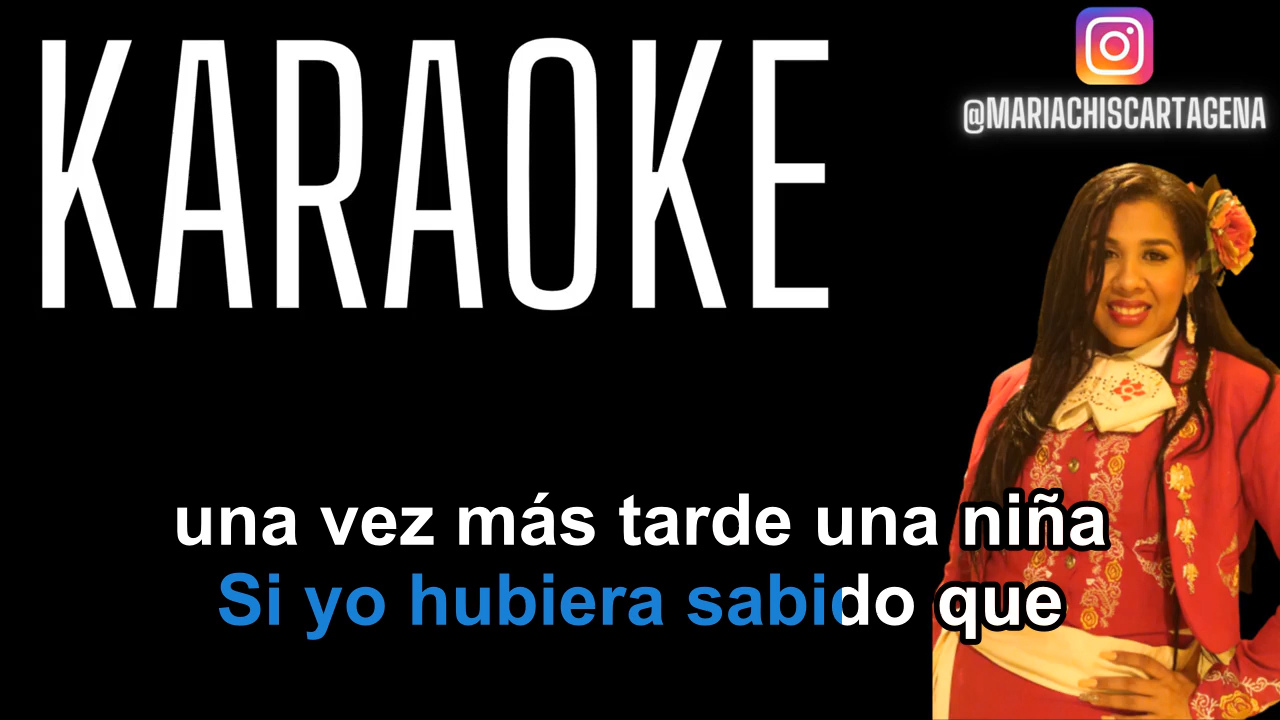 KARAOKE
@MARIACHISCARTAGENA
una vez más tarde una niña
Si yo hubiera sabido que